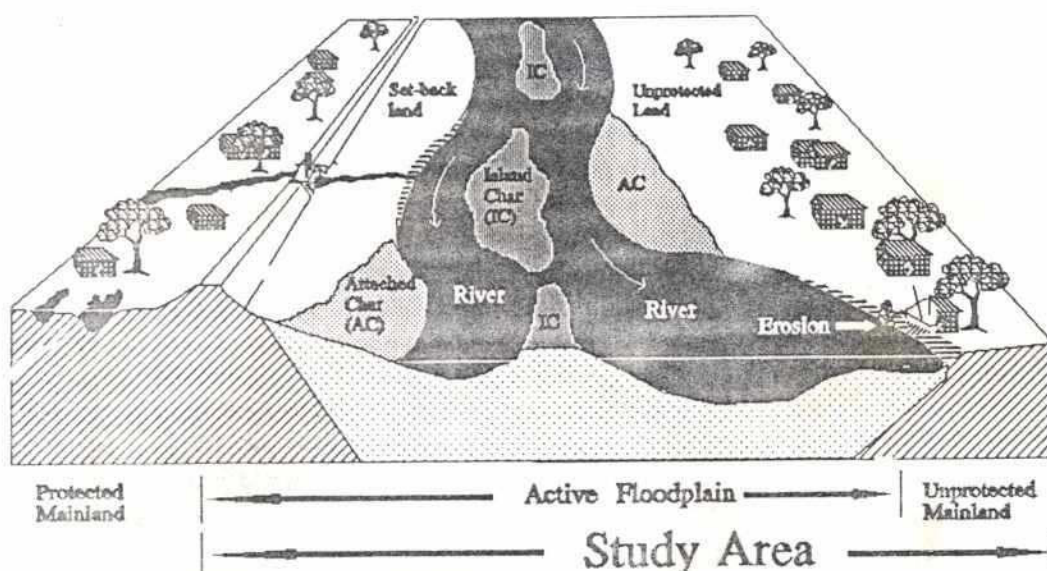 IC
Set-back
land
Unprotected
Land
Island
Char
(IC)
AC
Attached
Char
(AC)
River
IC
River
Erosion
Protected
Mainland
Active Floodplain
Unprotected
Mainland
Study Area